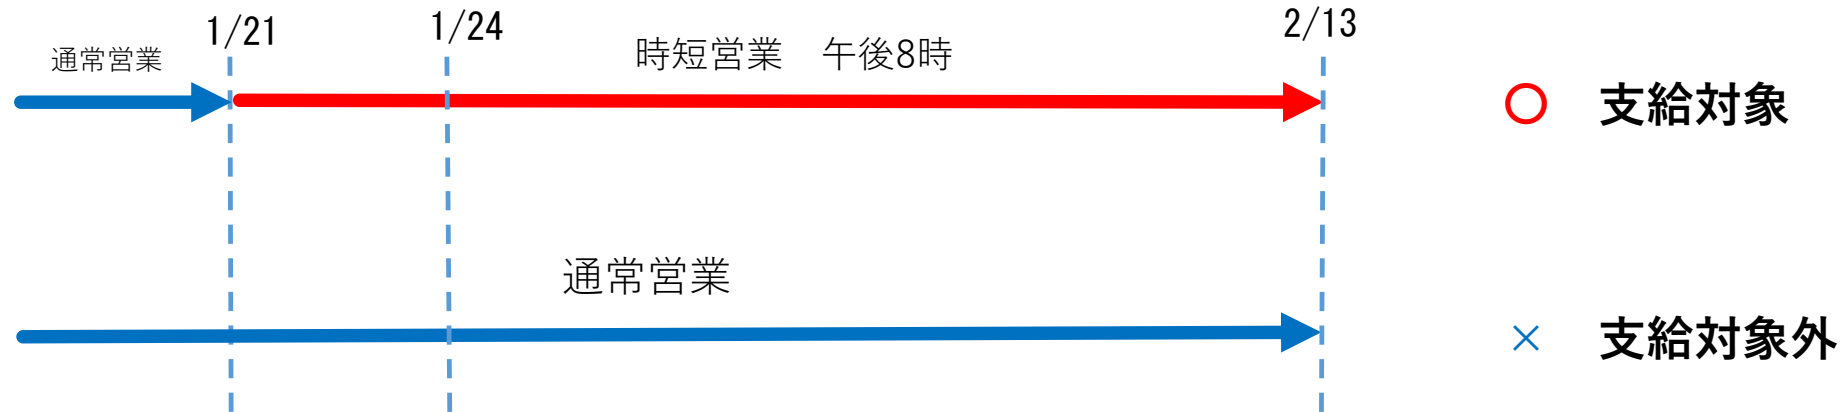 1/21
1/24
2/13
通常営業
時短営業　午後8時
○ 支給対象
通常営業
× 支給対象外